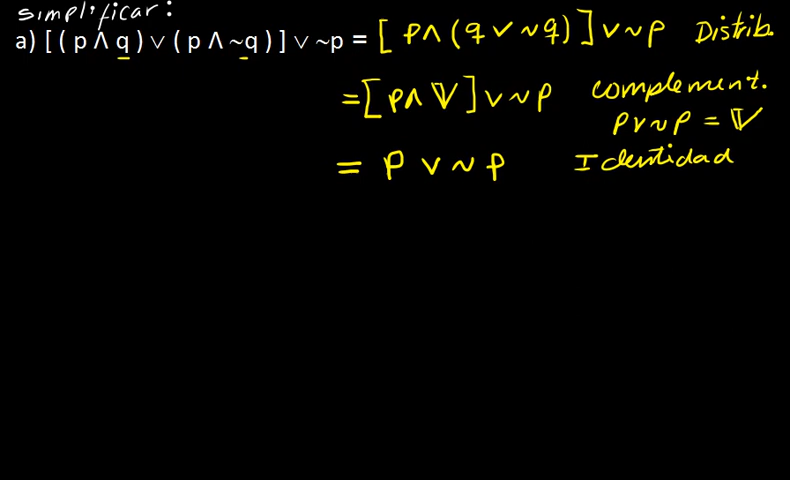 simplificar:
a) [ ( p ∧ q ) ∨ ( p ∧ ~q ) ] ∨ ~p = [ p ∧ ( q ∨ ~q ) ] ∨ ~p Distrib.
= [ p ∧ V ] ∨ ~p complement.
p ∨ ~p = V
= p ∨ ~p Identidad